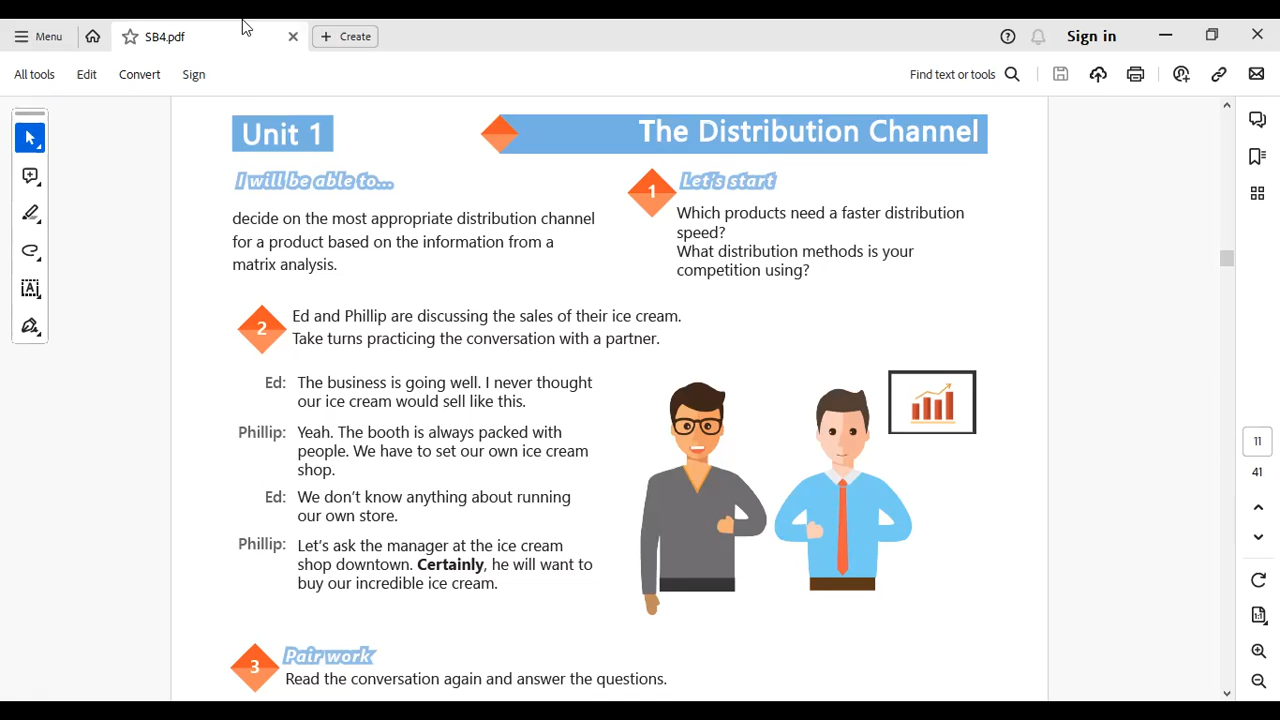 Menu
SB4.pdf
Create
Sign in
All tools
Edit
Convert
Sign
Find text or tools
Unit 1
The Distribution Channel
I will be able to...
decide on the most appropriate distribution channel
for a product based on the information from a
matrix analysis.
1
Let's start
Which products need a faster distribution
speed?
What distribution methods is your
competition using?
2
Ed and Phillip are discussing the sales of their ice cream.
Take turns practicing the conversation with a partner.
Ed: The business is going well. I never thought
our ice cream would sell like this.
Phillip: Yeah. The booth is always packed with
people. We have to set our own ice cream
shop.
Ed: We don't know anything about running
our own store.
Phillip: Let's ask the manager at the ice cream
shop downtown. Certainly, he will want to
buy our incredible ice cream.
3
Pair work
Read the conversation again and answer the questions.
11
41